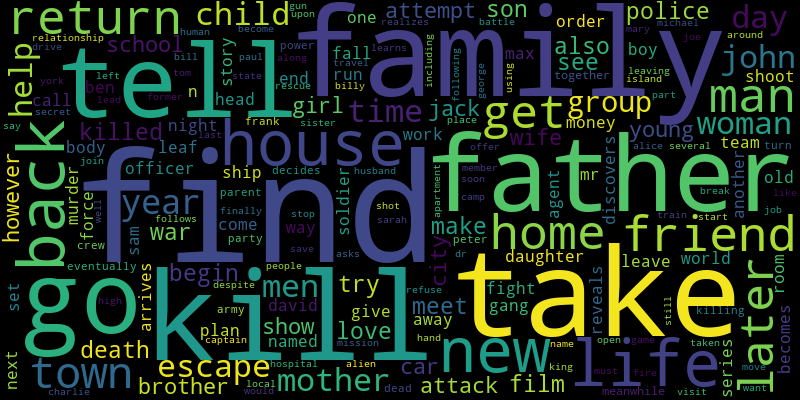 return
child
attempt
son
order
police
day
gun
upon
battle
realizes
michael
mary
joe
relationship
human
become
one
max
also
see
boy
around
john
help
drive
school
story
bill
paul
power
along
learns
fall
run
travel
including
following
george
using
together
leaving
island
shoot
tell
family
york
tom
state
rescue
billy
call
ben
left
lead
former
n
head
end
girl
time
jack
get
group
part
man
secret
say
killed
night
last
frank
sister
place
work
wife
money
young
woman
back
body
leaf
house
offer
alice
several
team
turn
join
officer
find
father
however
murder
force
ship
decides
husband
member
soon
camp
apartment
agent
mr
discovers
another
old
well
parent
soldier
shot
sarah
break
like
year
follows
finally
come
stop
way
train
start
job
crew
sam
war
party
save
asks
city
make
peter
dr
home
friend
daughter
leave
world
room
eventually
arrives
begin
people
men
try
meet
fight
reveals
still
later
go
kill
take
set
high
despite
david
give
refuse
away
gang
killing
becomes
army
plan
captain
show
love
named
mission
hand
new
name
open
game
taken
move
next
death
town
escape
hospital
alien
car
king
life
must
fire
series
want
charlie
brother
local
would
mother
dead
attack
film
meanwhile
visit